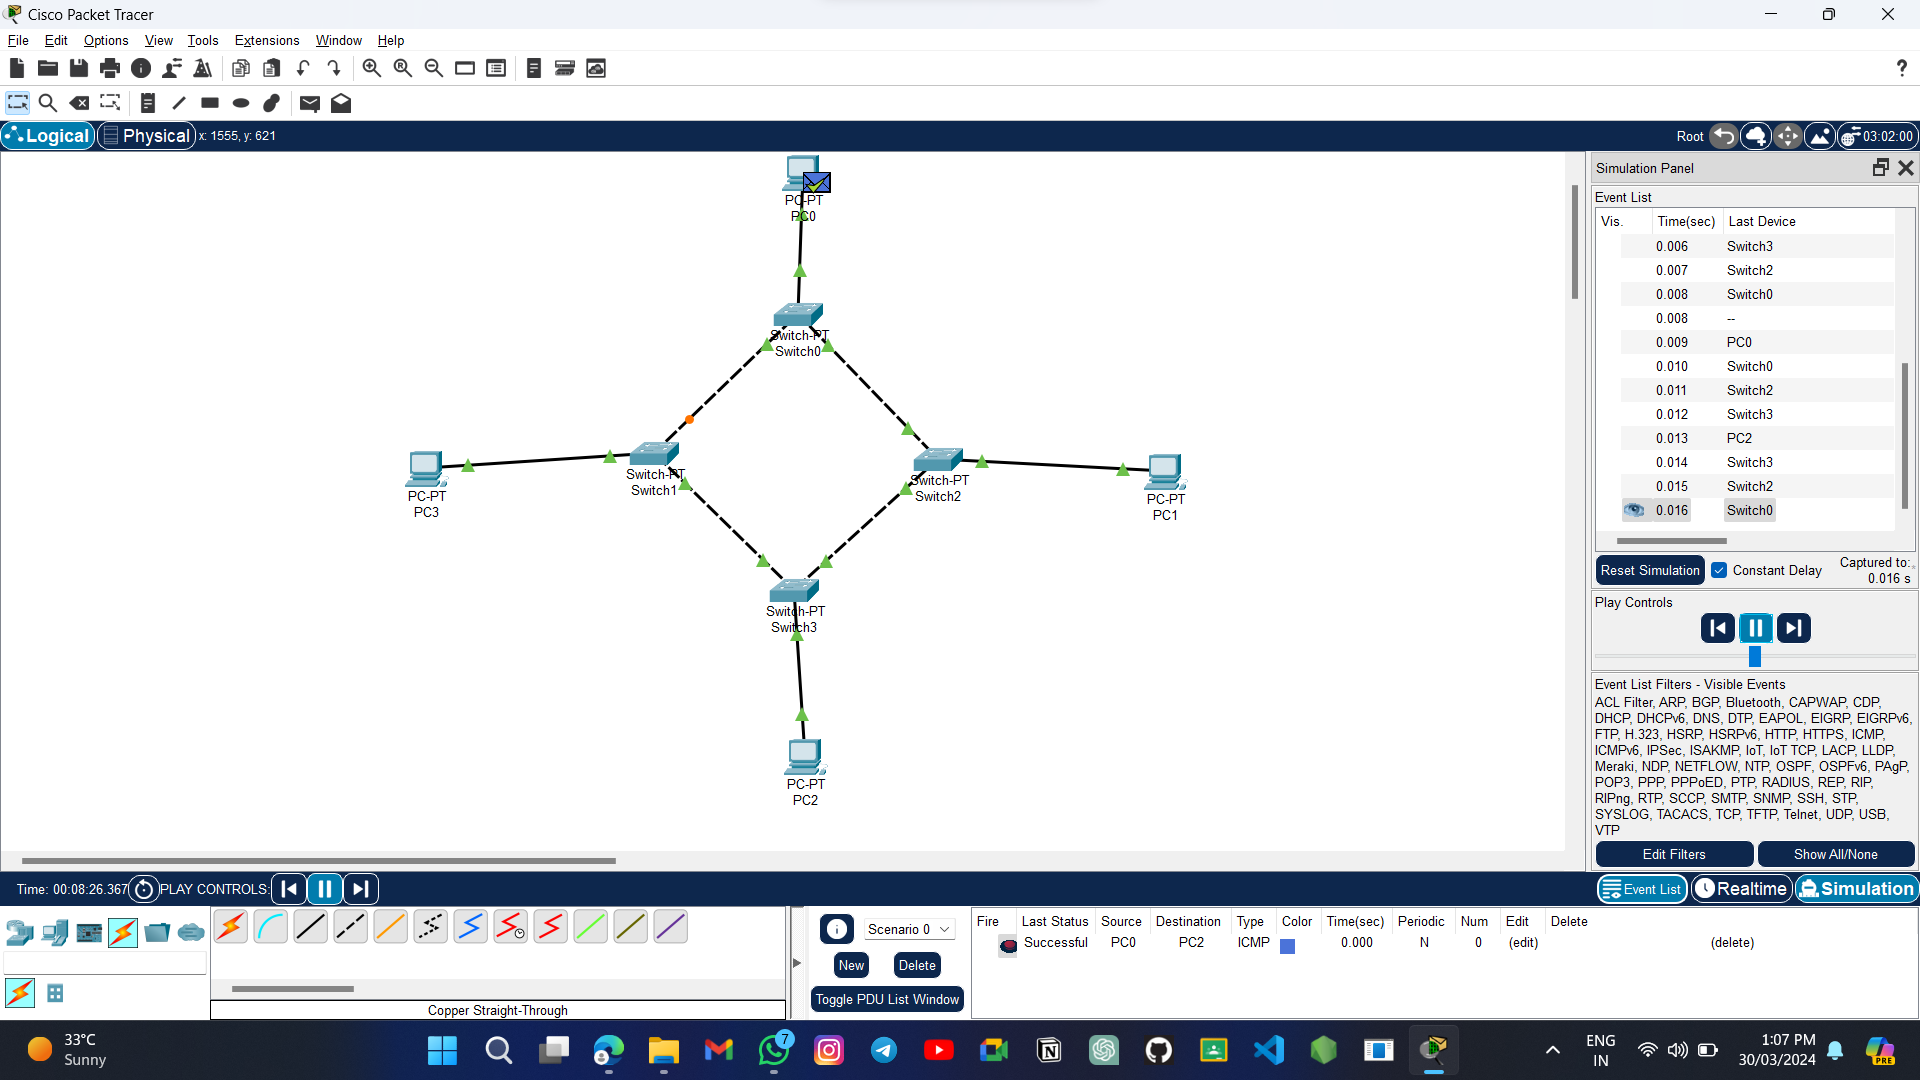 Cisco Packet Tracer
File Edit Options View Tools Extensions Window Help
?
Logical Physical x: 1555, y: 621
Root 03:02:00
PC-PT
PC0
Switch-PT
Switch0
Switch-PT
Switch1
Switch-PT
Switch2
PC-PT
PC3
PC-PT
PC1
Switch-PT
Switch3
PC-PT
PC2
Simulation Panel
Event List
Vis. Time(sec) Last Device
0.006 Switch3
0.007 Switch2
0.008 Switch0
0.008 --
0.009 PC0
0.010 Switch0
0.011 Switch2
0.012 Switch3
0.013 PC2
0.014 Switch3
0.015 Switch2
0.016 Switch0
Reset Simulation Constant Delay Captured to:
0.016 s
Play Controls
Event List Filters - Visible Events
ACL Filter, ARP, BGP, Bluetooth, CAPWAP, CDP,
DHCP, DHCPv6, DNS, DTP, EAPOL, EIGRP, EIGRPv6,
FTP, H.323, HSRP, HSRPv6, HTTP, HTTPS, ICMP,
ICMPv6, IPSec, ISAKMP, IoT, IoT TCP, LACP, LLDP,
Meraki, NDP, NETFLOW, NTP, OSPF, OSPFv6, PAgP,
POP3, PPP, PPPoED, PTP, RADIUS, REP, RIP,
RIPng, RTP, SCCP, SMTP, SNMP, SSH, STP,
SYSLOG, TACACS, TCP, TFTP, Telnet, UDP, USB,
VTP
Edit Filters Show All/None
Time: 00:08:26.367 PLAY CONTROLS:
Event List Realtime Simulation
Copper Straight-Through
Scenario 0
New Delete
Toggle PDU List Window
Fire Last Status Source Destination Type Color Time(sec) Periodic Num Edit Delete
Successful PC0 PC2 ICMP 0.000 N 0 (edit) (delete)
33°C
Sunny
7
PRE
ENG
IN
1:07 PM
30/03/2024